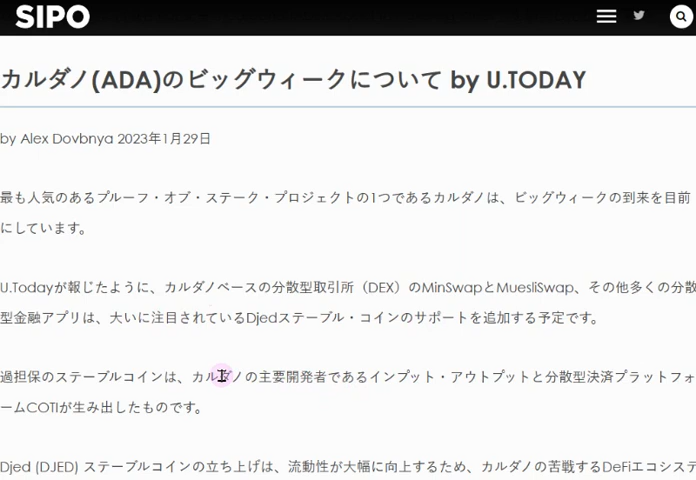 SIPO
カルダノ(ADA)のビッグウィークについて by U.TODAY
by Alex Dovbnya 2023年1月29日
最も人気のあるプルーフ・オブ・ステーク・プロジェクトの1つであるカルダノは、ビッグウィークの到来を目前
にしています。
U.Todayが報じたように、カルダノベースの分散型取引所（DEX）のMinSwapとMuesliSwap、その他多くの分散
型金融アプリは、大いに注目されているDjedステーブル・コインのサポートを追加する予定です。
過担保のステーブルコインは、カルダノの主要開発者であるインプット・アウトプットと分散型決済プラットフォ
ームCOTIが生み出したものです。
Djed (DJED) ステーブルコインの立ち上げは、流動性が大幅に向上するため、カルダノの苦戦するDeFiエコシステ